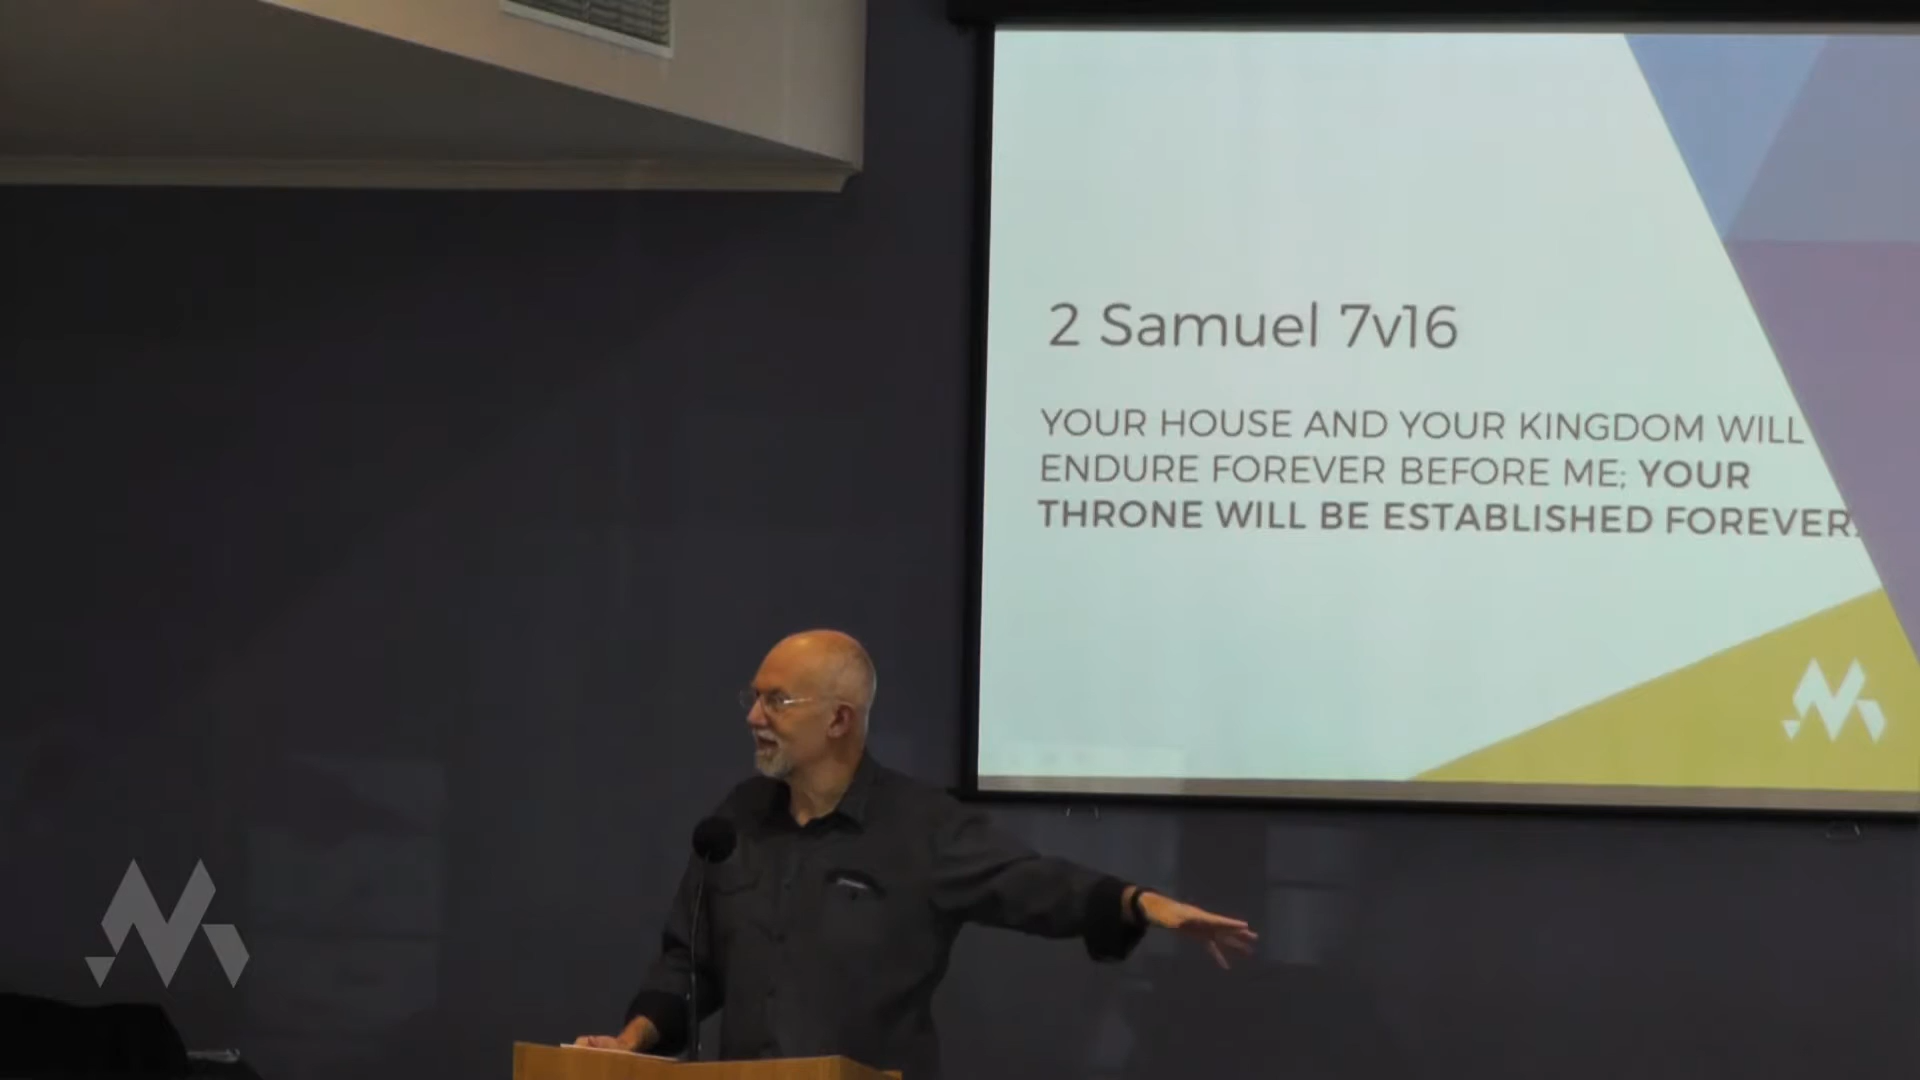 2 Samuel 7v16
YOUR HOUSE AND YOUR KINGDOM WILL
ENDURE FOREVER BEFORE ME; YOUR
THRONE WILL BE ESTABLISHED FOREVER.